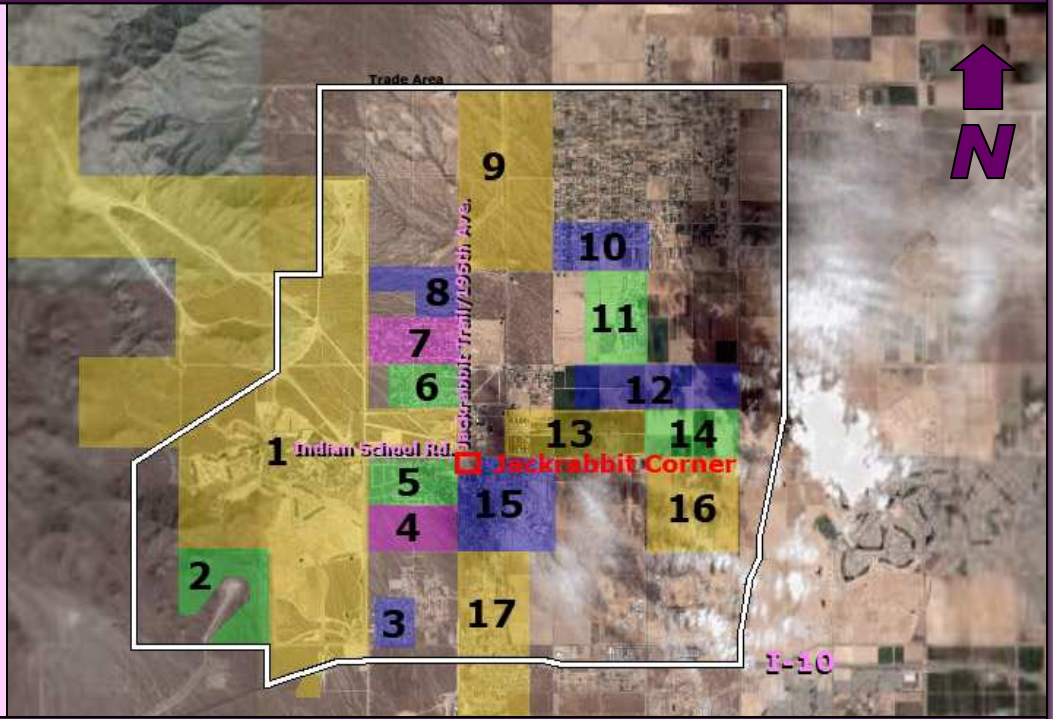 Trade Area
N
9
Jackrabbit Trail/195th Ave.
10
8
11
7
6
12
13
14
1
Indian School Rd.
Jackrabbit Corner
5
15
16
4
2
3
17
I-10